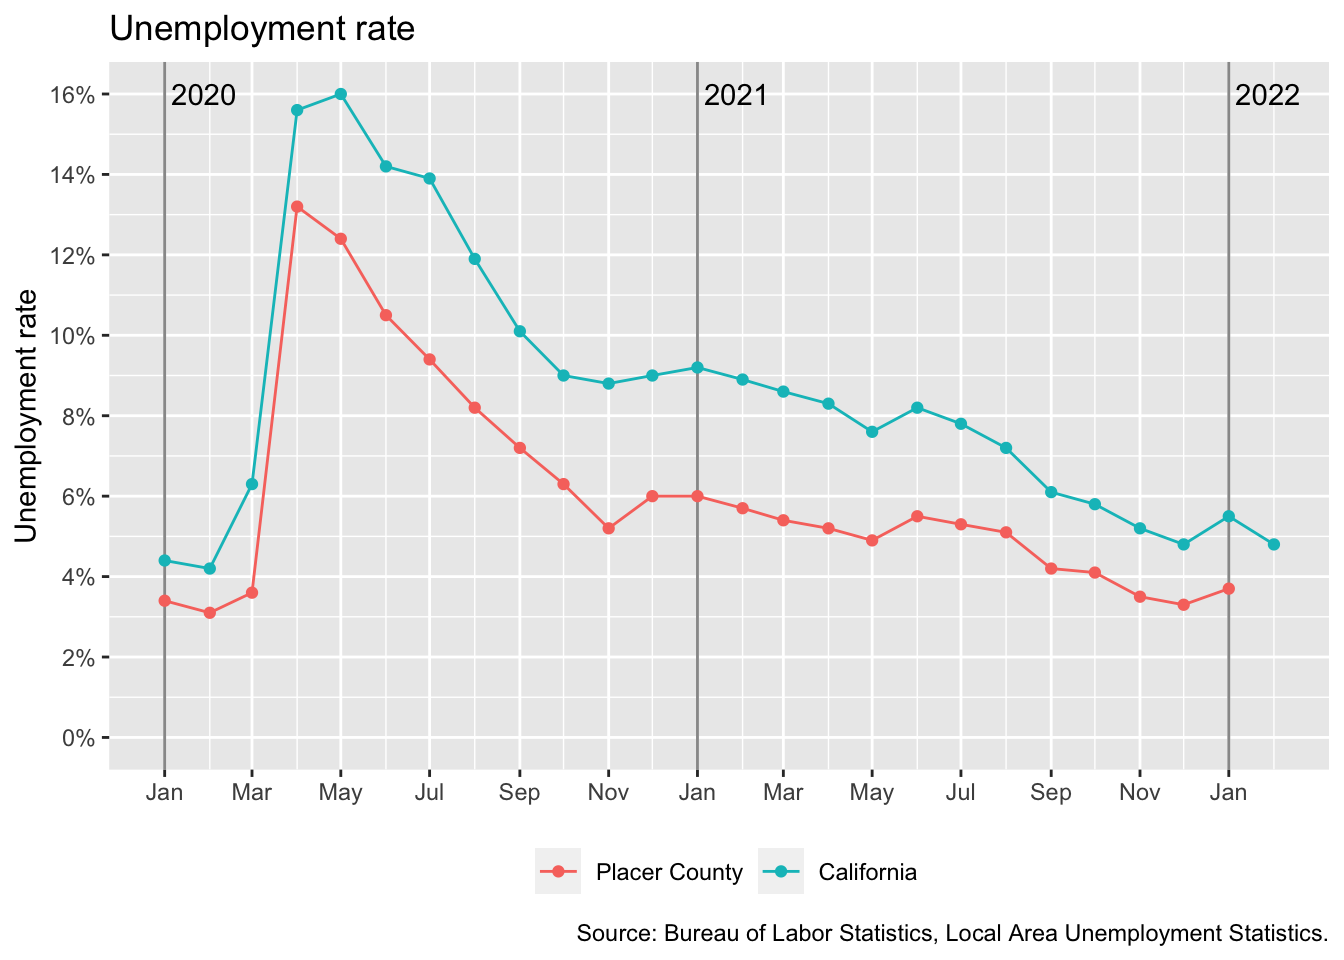 Unemployment rate
2020 2021 2022
Unemployment rate
16%
14%
12%
10%
8%
6%
4%
2%
0%
Jan Mar May Jul Sep Nov Jan Mar May Jul Sep Nov Jan
Placer County California
Source: Bureau of Labor Statistics, Local Area Unemployment Statistics.